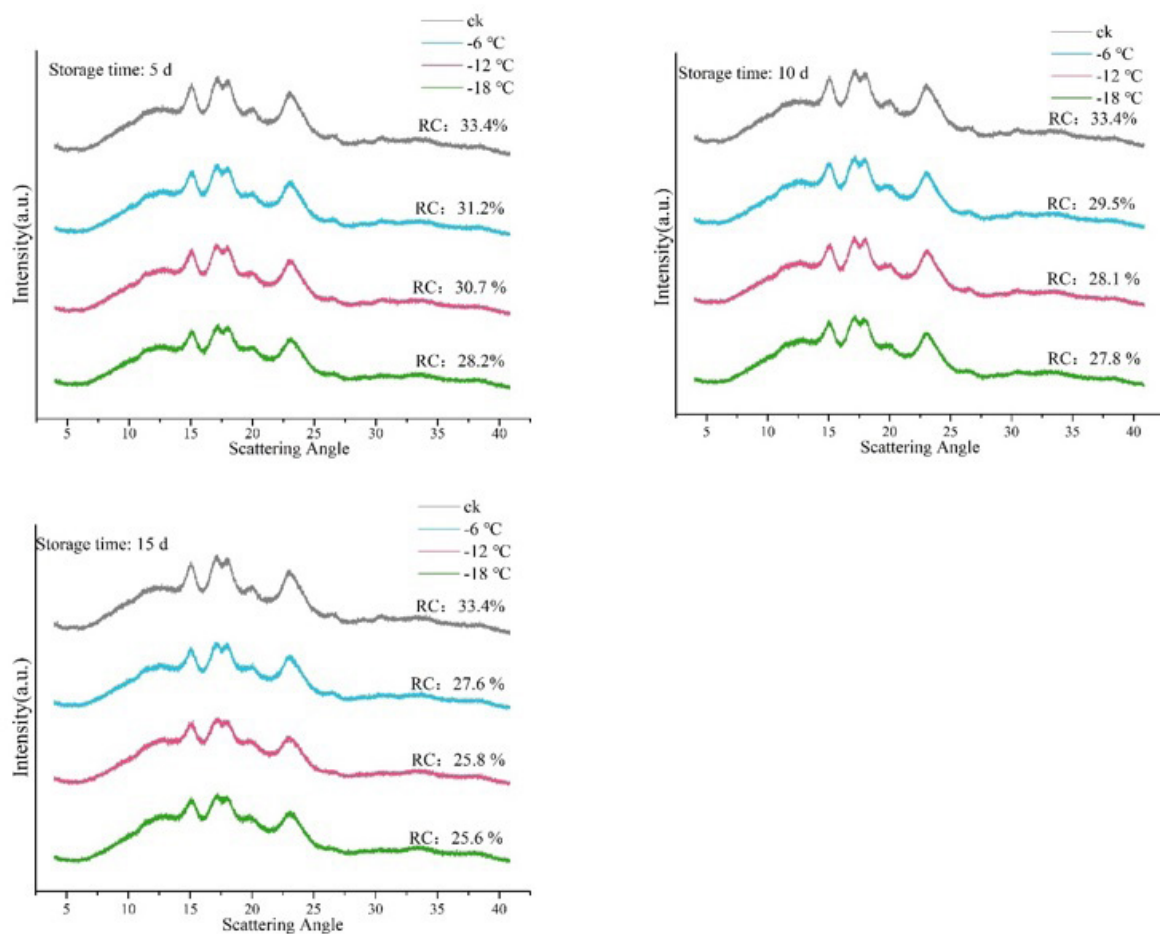 ck
-6 ℃
-12 ℃
-18 ℃
Storage time: 5 d
RC：33.4%
RC：31.2%
RC：30.7 %
RC：28.2%
Intensity(a.u.)
5 10 15 20 25 30 35 40
Scattering Angle
ck
-6 ℃
-12 ℃
-18 ℃
Storage time: 10 d
RC：33.4%
RC：29.5%
RC：28.1 %
RC：27.8 %
Intensity(a.u.)
5 10 15 20 25 30 35 40
Scattering Angle
ck
-6 ℃
-12 ℃
-18 ℃
Storage time: 15 d
RC：33.4%
RC：27.6 %
RC：25.8 %
RC：25.6 %
Intensity(a.u.)
5 10 15 20 25 30 35 40
Scattering Angle